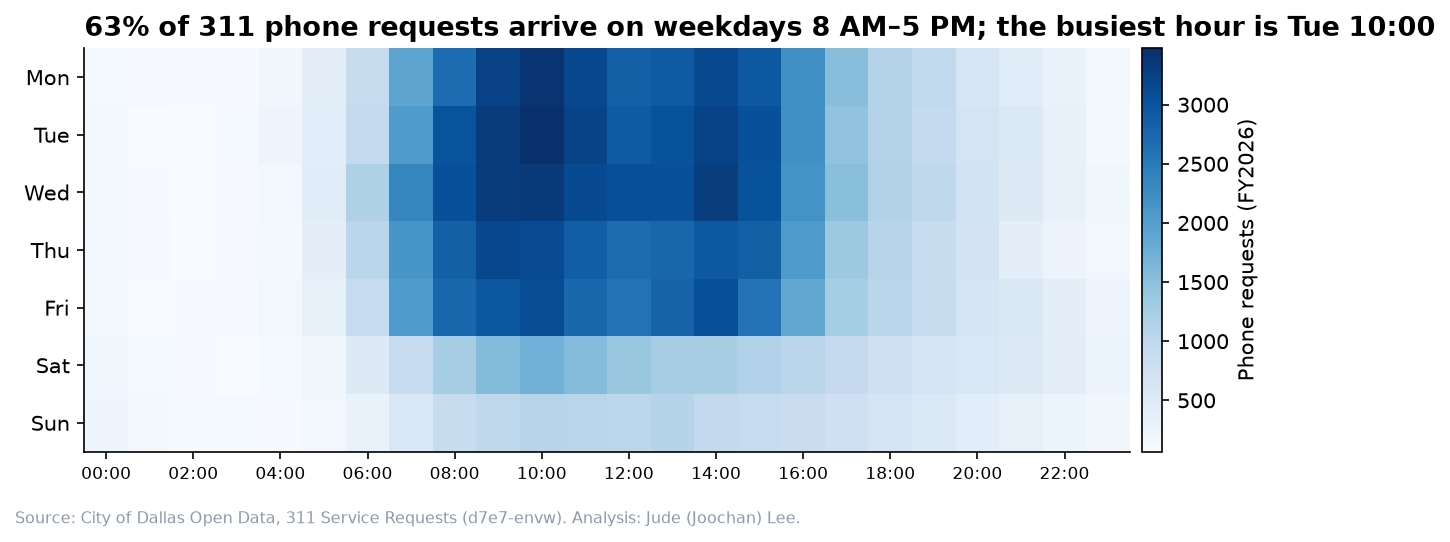 63% of 311 phone requests arrive on weekdays 8 AM–5 PM; the busiest hour is Tue 10:00
Mon
Tue
Wed
Thu
Fri
Sat
Sun
00:00 02:00 04:00 06:00 08:00 10:00 12:00 14:00 16:00 18:00 20:00 22:00
3000
2500
2000
1500
1000
500
Phone requests (FY2026)
Source: City of Dallas Open Data, 311 Service Requests (d7e7-envw). Analysis: Jude (Joochan) Lee.